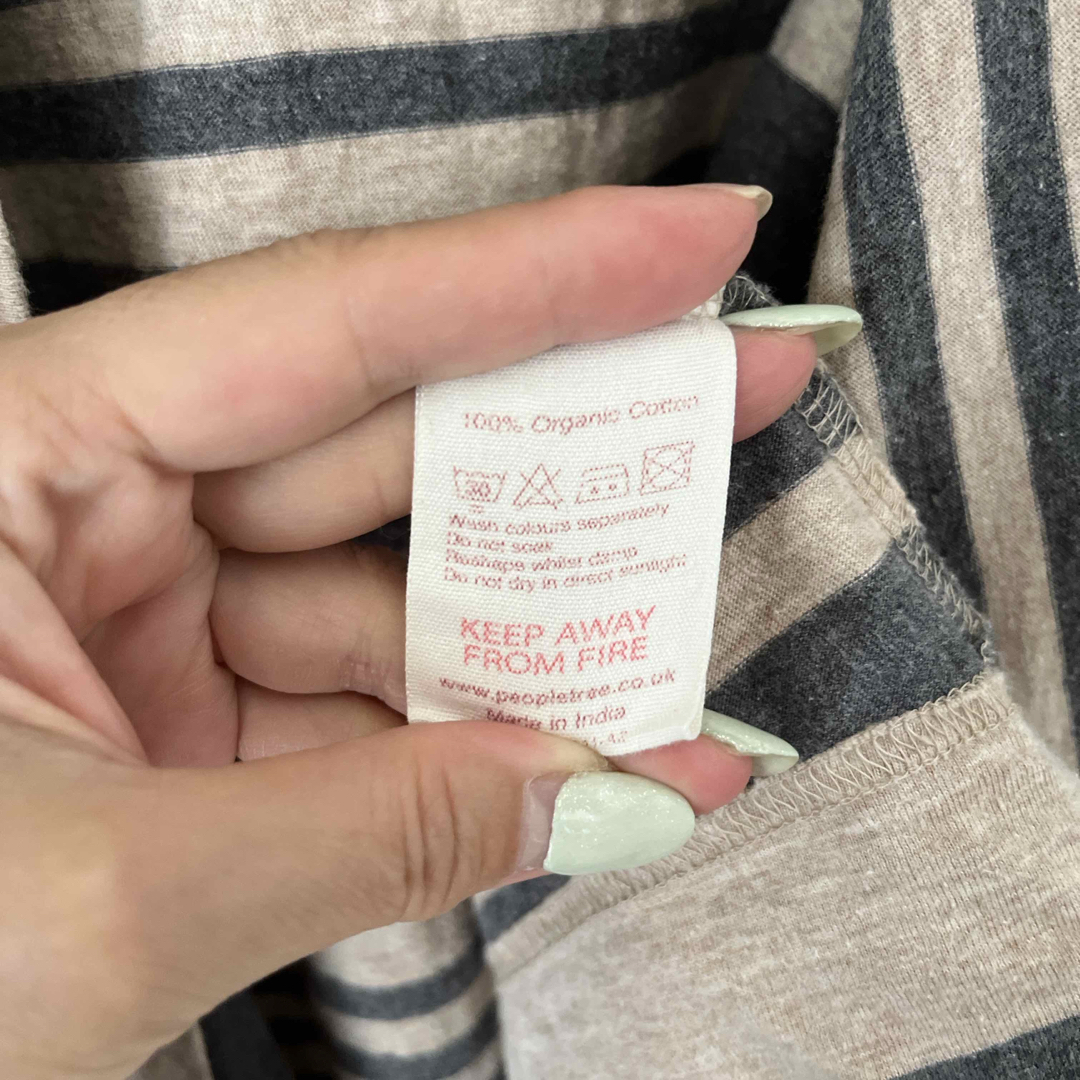 100% Organic Cotton
30
Wash colours separately
Do not soak
Reshape whilst damp
Do not dry in direct sunlight
KEEP AWAY
FROM FIRE
www.peopletree.co.uk
Made in India